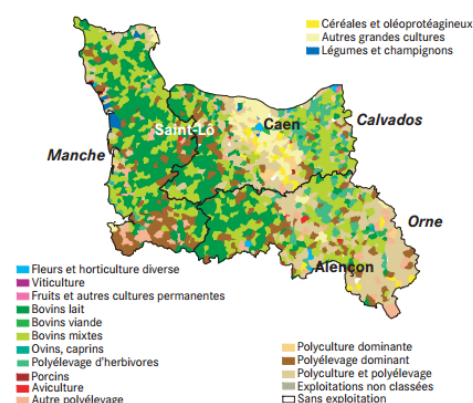 Céréales et oléoprotéagineux
Autres grandes cultures
Légumes et champignons
Saint-Lô
Caen
Calvados
Manche
Orne
Alençon
Fleurs et horticulture diverse
Viticulture
Fruits et autres cultures permanentes
Bovins lait
Bovins viande
Bovins mixtes
Ovins, caprins
Polyélevage d'herbivores
Porcins
Aviculture
Autre polyélevage
Polyculture dominante
Polyélevage dominant
Polyculture et polyélevage
Exploitations non classées
Sans exploitation